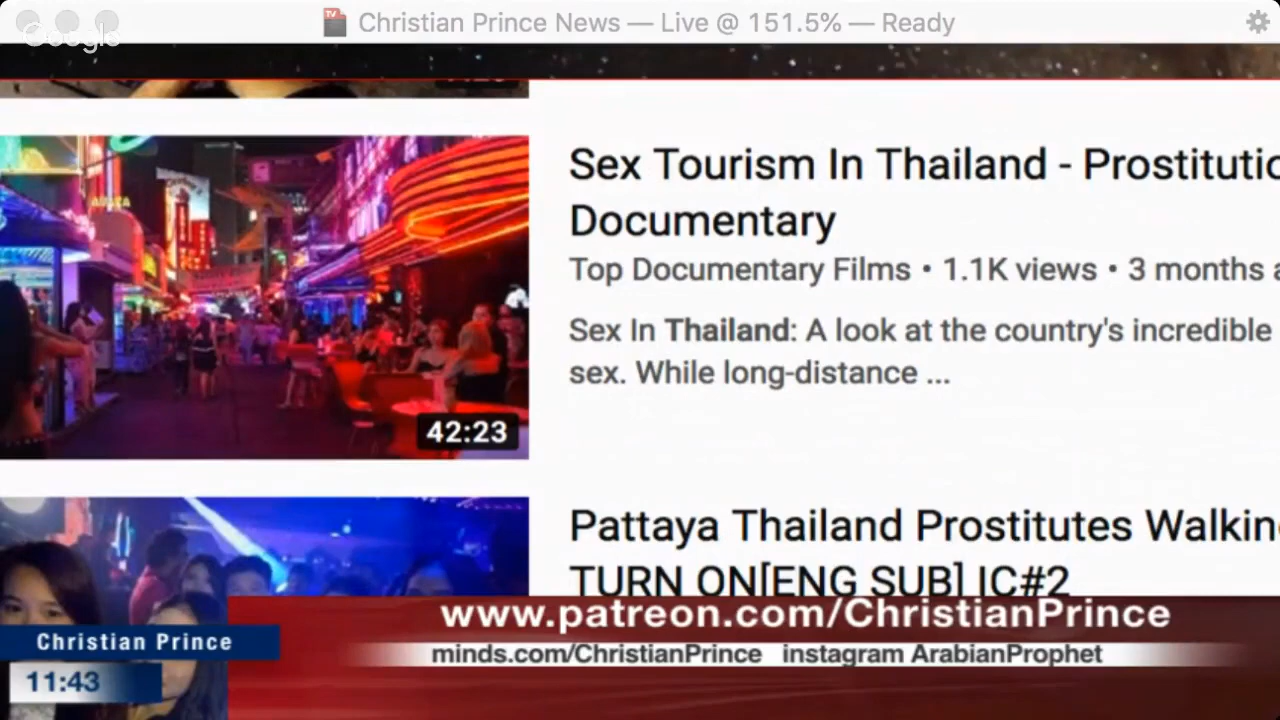 Christian Prince News — Live @ 151.5% — Ready
Google
Sex Tourism In Thailand - Prostitutio
Documentary
Top Documentary Films • 1.1K views • 3 months a
Sex In Thailand: A look at the country's incredible
sex. While long-distance ...
42:23
Pattaya Thailand Prostitutes Walkin
TURN ON[ENG SUB] IC#2
www.patreon.com/ChristianPrince
Christian Prince
minds.com/ChristianPrince instagram ArabianProphet
11:43